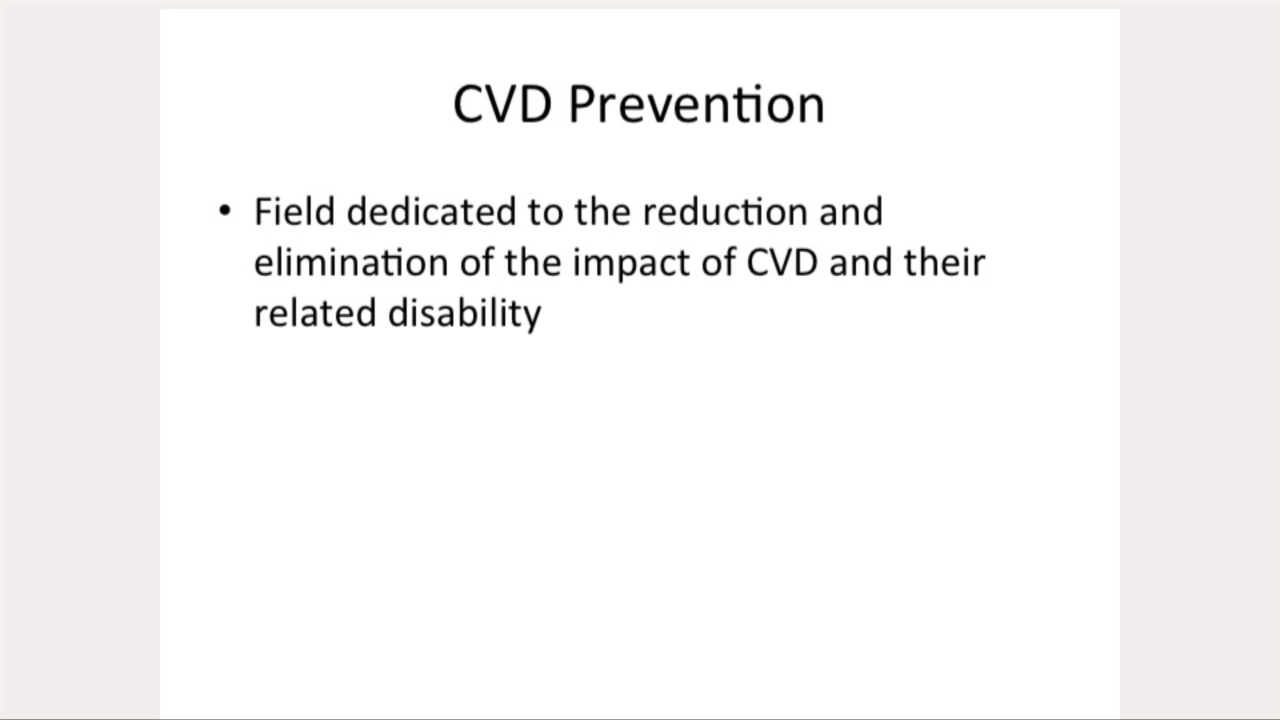 CVD Prevention
• Field dedicated to the reduction and
elimination of the impact of CVD and their
related disability